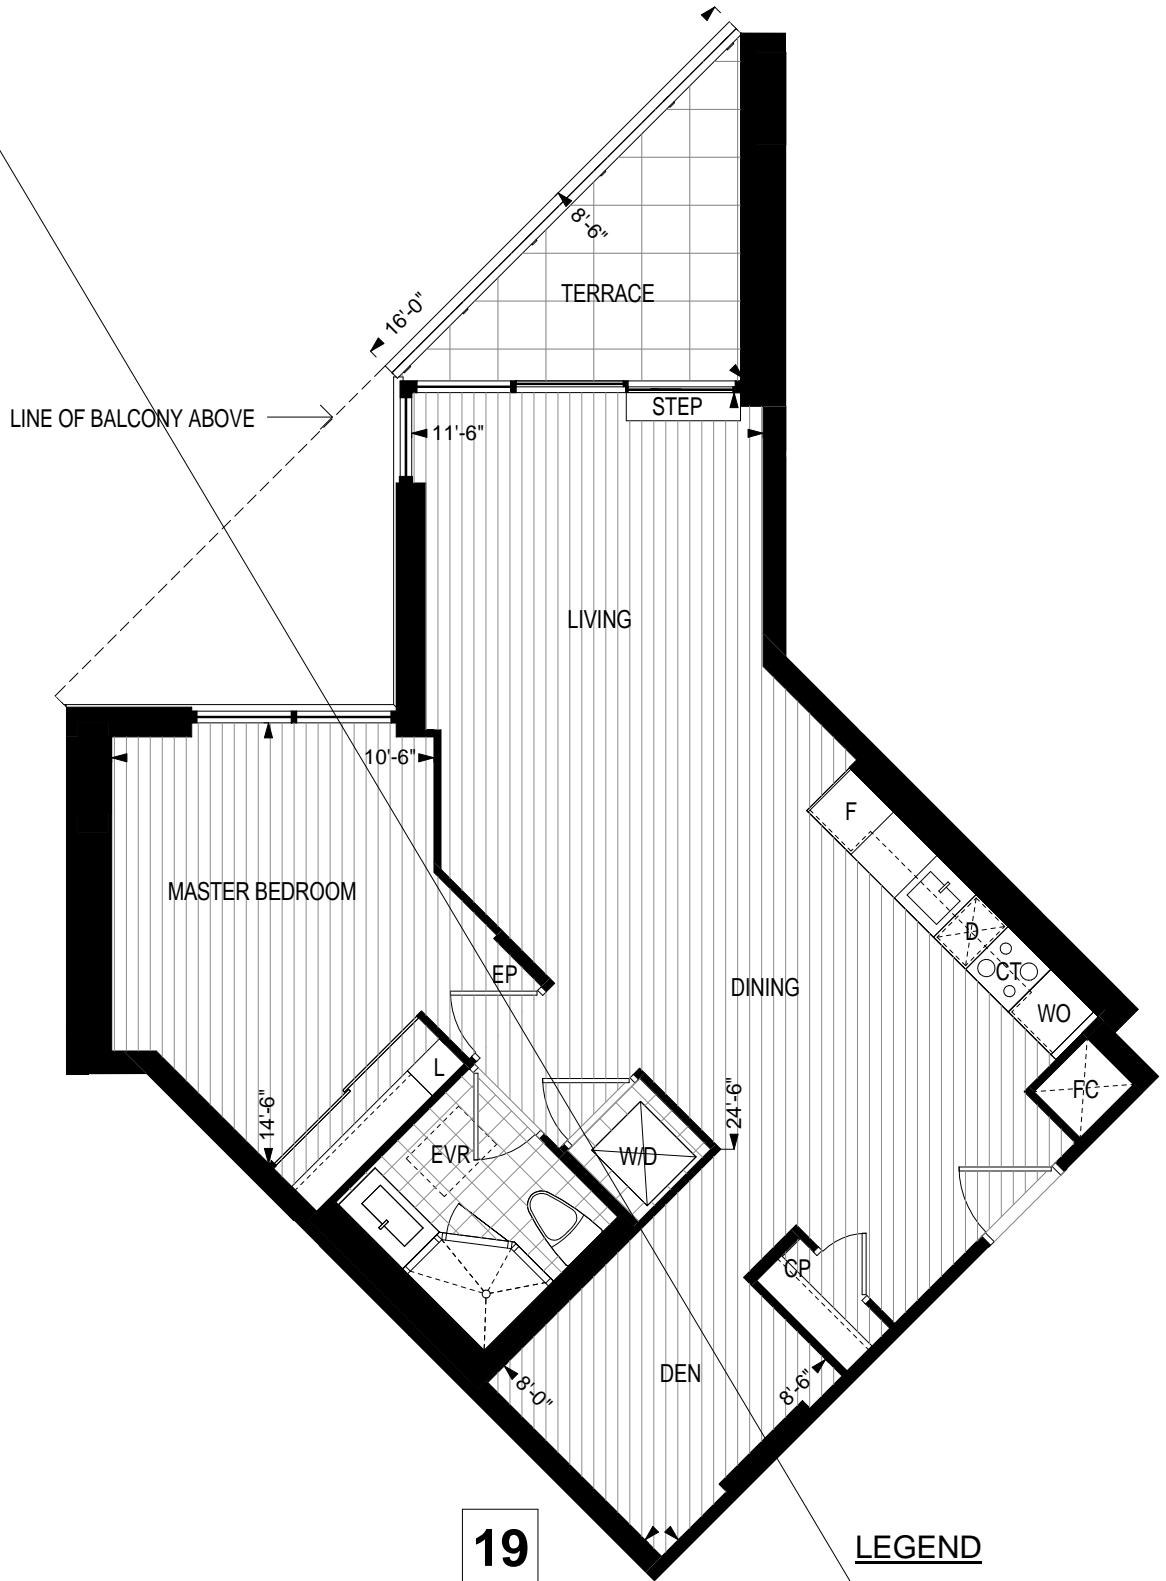 8'-6"
TERRACE
16'-0"
LINE OF BALCONY ABOVE
STEP
11'-6"
LIVING
10'-6"
F
MASTER BEDROOM
D
EP
CT
DINING
WO
L
FC
14'-6"
24'-6"
EVR
W/D
CP
DEN
8'-0"
8'-6"
19
LEGEND